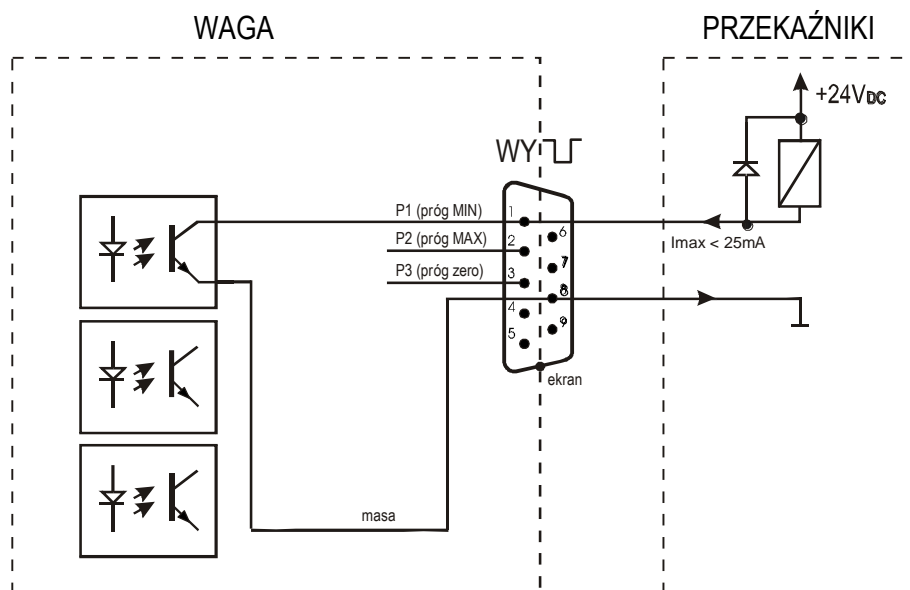 WAGA
PRZEKAŹNIKI
+24VDC
WY
P1 (próg MIN)
1
6
Imax < 25mA
P2 (próg MAX)
2
7
P3 (próg zero)
3
8
4
9
5
ekran
masa